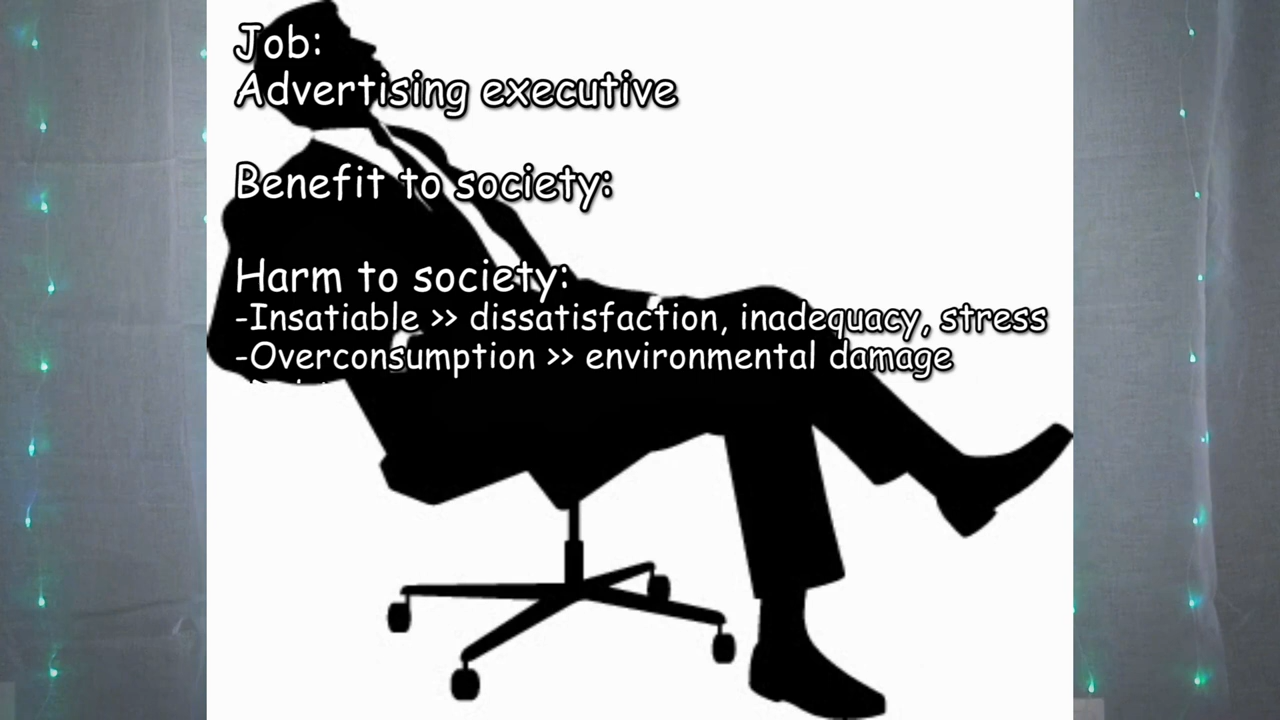 Job:
Advertising executive
Benefit to society:
Harm to society:
-Insatiable >> dissatisfaction, inadequacy, stress
-Overconsumption >> environmental damage